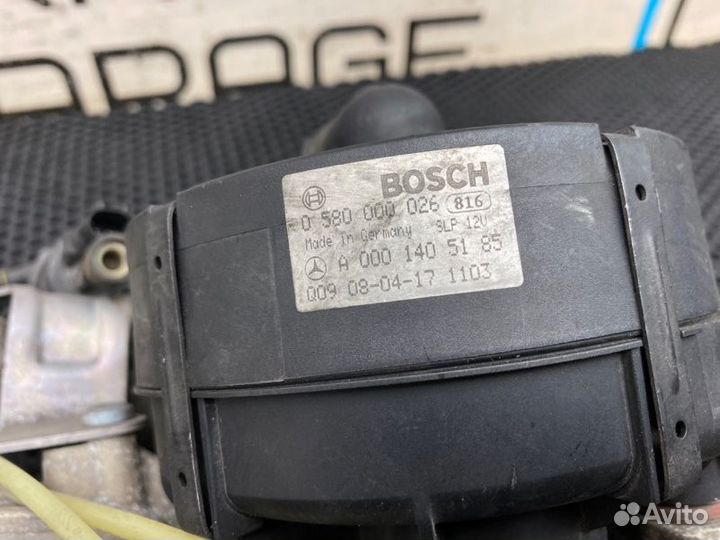 GARAGE
BOSCH
0 580 000 026 816
Made in Germany SLP 12V
A 000 140 51 85
Q09 08-04-17 1103
Avito